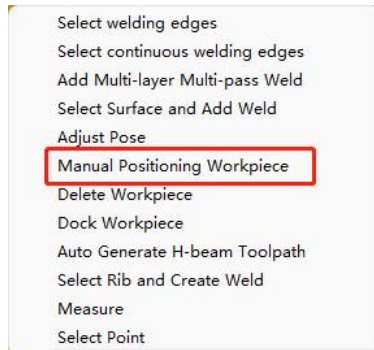 Select welding edges
Select continuous welding edges
Add Multi-layer Multi-pass Weld
Select Surface and Add Weld
Adjust Pose
Manual Positioning Workpiece
Delete Workpiece
Dock Workpiece
Auto Generate H-beam Toolpath
Select Rib and Create Weld
Measure
Select Point